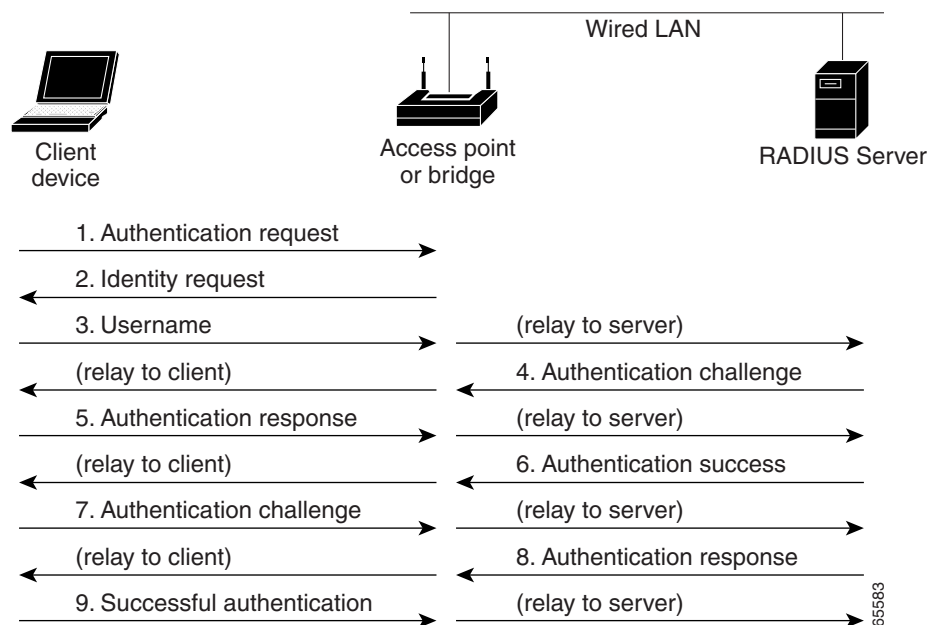 Wired LAN
Client
device
Access point
or bridge
RADIUS Server
1. Authentication request
2. Identity request
3. Username
(relay to server)
(relay to client)
4. Authentication challenge
5. Authentication response
(relay to server)
(relay to client)
6. Authentication success
7. Authentication challenge
(relay to server)
(relay to client)
8. Authentication response
9. Successful authentication
(relay to server)
65583